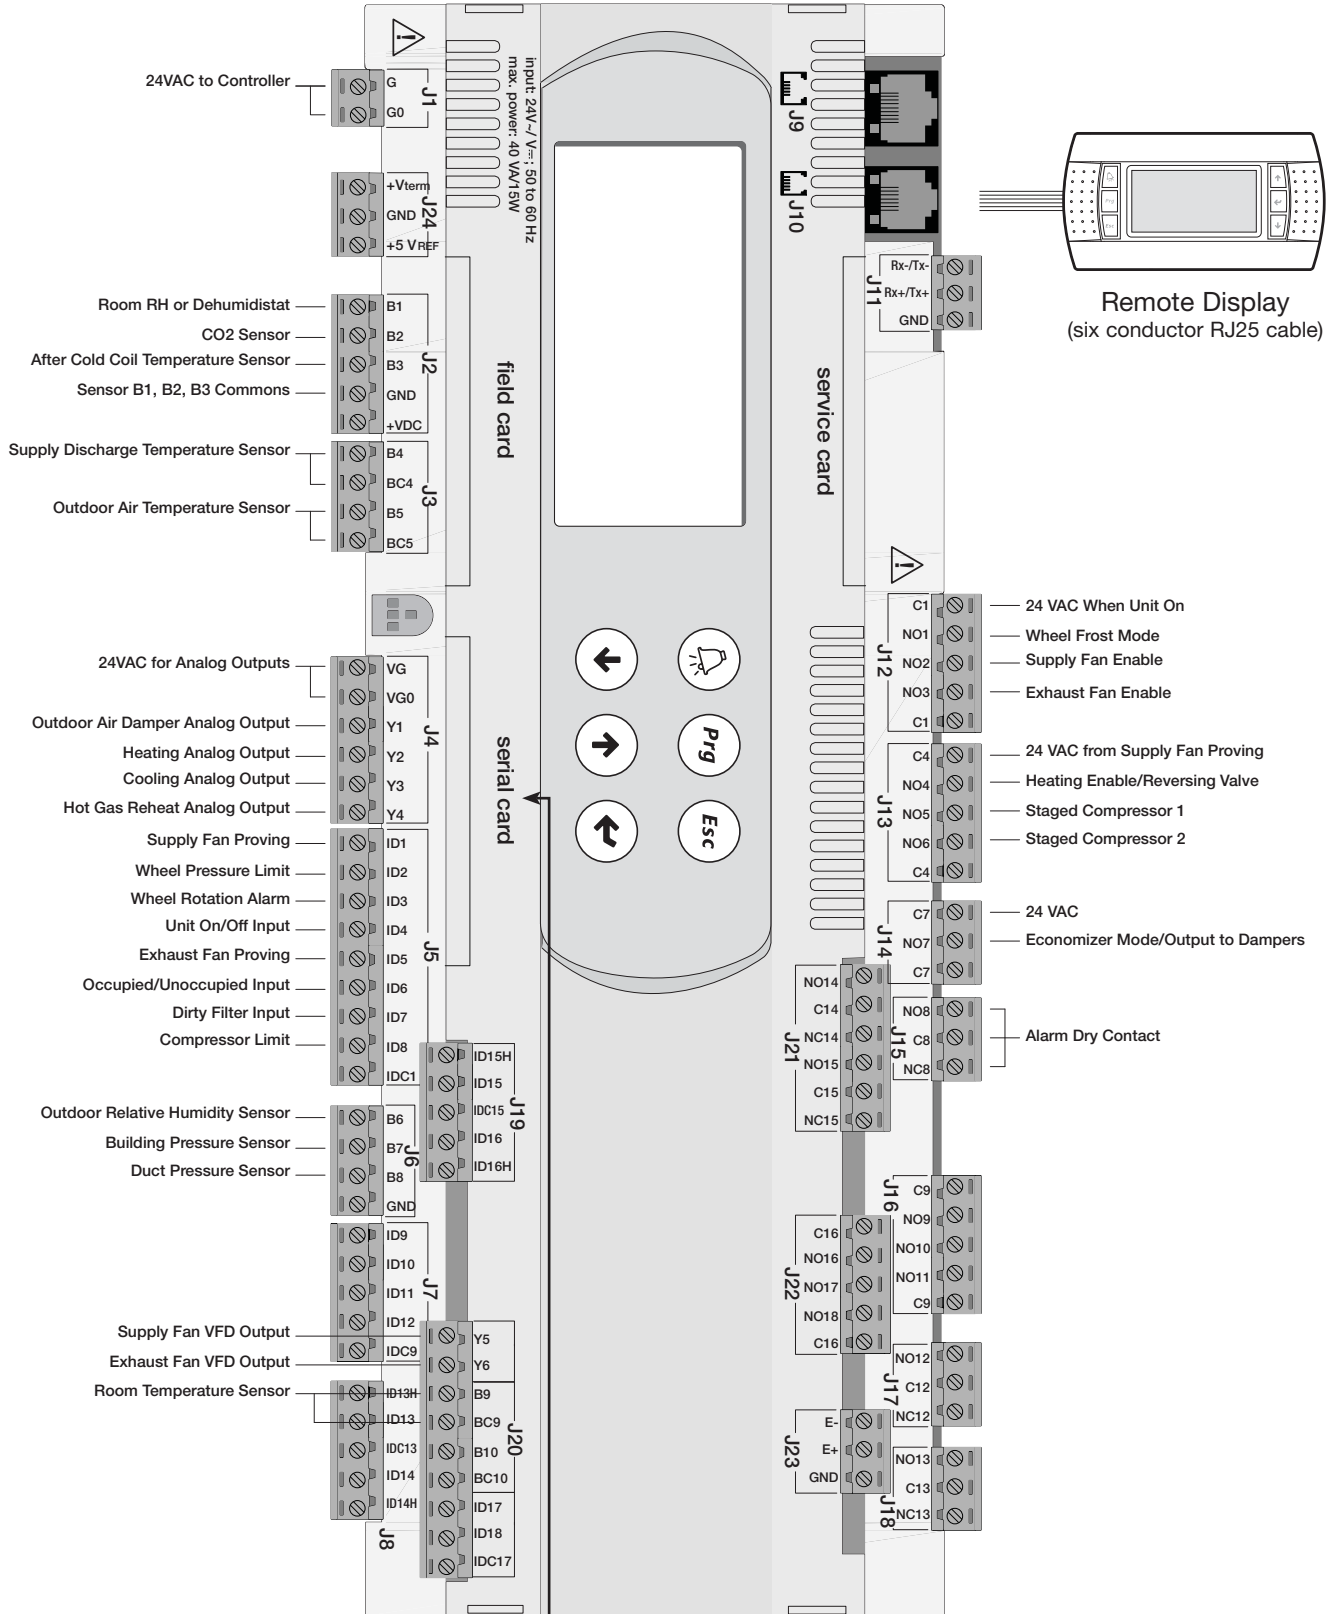 24VAC to Controller
G
G0
J1
input: 24V~/ V⎓; 50 to 60 Hz
max. power: 40 VA/15W
J9
J10
+Vterm
GND
+5 VREF
J24
Rx-/Tx-
Rx+/Tx+
GND
J11
Remote Display
(six conductor RJ25 cable)
Prg
Esc
Room RH or Dehumidistat
CO2 Sensor
After Cold Coil Temperature Sensor
Sensor B1, B2, B3 Commons
B1
B2
B3
GND
+VDC
J2
Supply Discharge Temperature Sensor
Outdoor Air Temperature Sensor
B4
BC4
B5
BC5
J3
field card
service card
serial card
Prg
Esc
24VAC for Analog Outputs
Outdoor Air Damper Analog Output
Heating Analog Output
Cooling Analog Output
Hot Gas Reheat Analog Output
VG
VG0
Y1
Y2
Y3
Y4
J4
Supply Fan Proving
Wheel Pressure Limit
Wheel Rotation Alarm
Unit On/Off Input
Exhaust Fan Proving
Occupied/Unoccupied Input
Dirty Filter Input
Compressor Limit
ID1
ID2
ID3
ID4
ID5
ID6
ID7
ID8
IDC1
J5
Outdoor Relative Humidity Sensor
Building Pressure Sensor
Duct Pressure Sensor
B6
B7
B8
GND
J6
ID9
ID10
ID11
ID12
IDC9
J7
ID13H
ID13
IDC13
ID14
ID14H
J8
ID15H
ID15
IDC15
ID16
ID16H
J19
Supply Fan VFD Output
Exhaust Fan VFD Output
Room Temperature Sensor
Y5
Y6
B9
BC9
B10
BC10
ID17
ID18
IDC17
J20
C1
NO1
NO2
NO3
C1
J12
24 VAC When Unit On
Wheel Frost Mode
Supply Fan Enable
Exhaust Fan Enable
C4
NO4
NO5
NO6
C4
J13
24 VAC from Supply Fan Proving
Heating Enable/Reversing Valve
Staged Compressor 1
Staged Compressor 2
C7
NO7
C7
J14
24 VAC
Economizer Mode/Output to Dampers
NO8
C8
NC8
J15
Alarm Dry Contact
NO14
C14
NC14
NO15
C15
NC15
J21
C9
NO9
NO10
NO11
C9
J16
C16
NO16
NO17
NO18
C16
J22
NO12
C12
NC12
J17
E-
E+
GND
J23
NO13
C13
NC13
J18